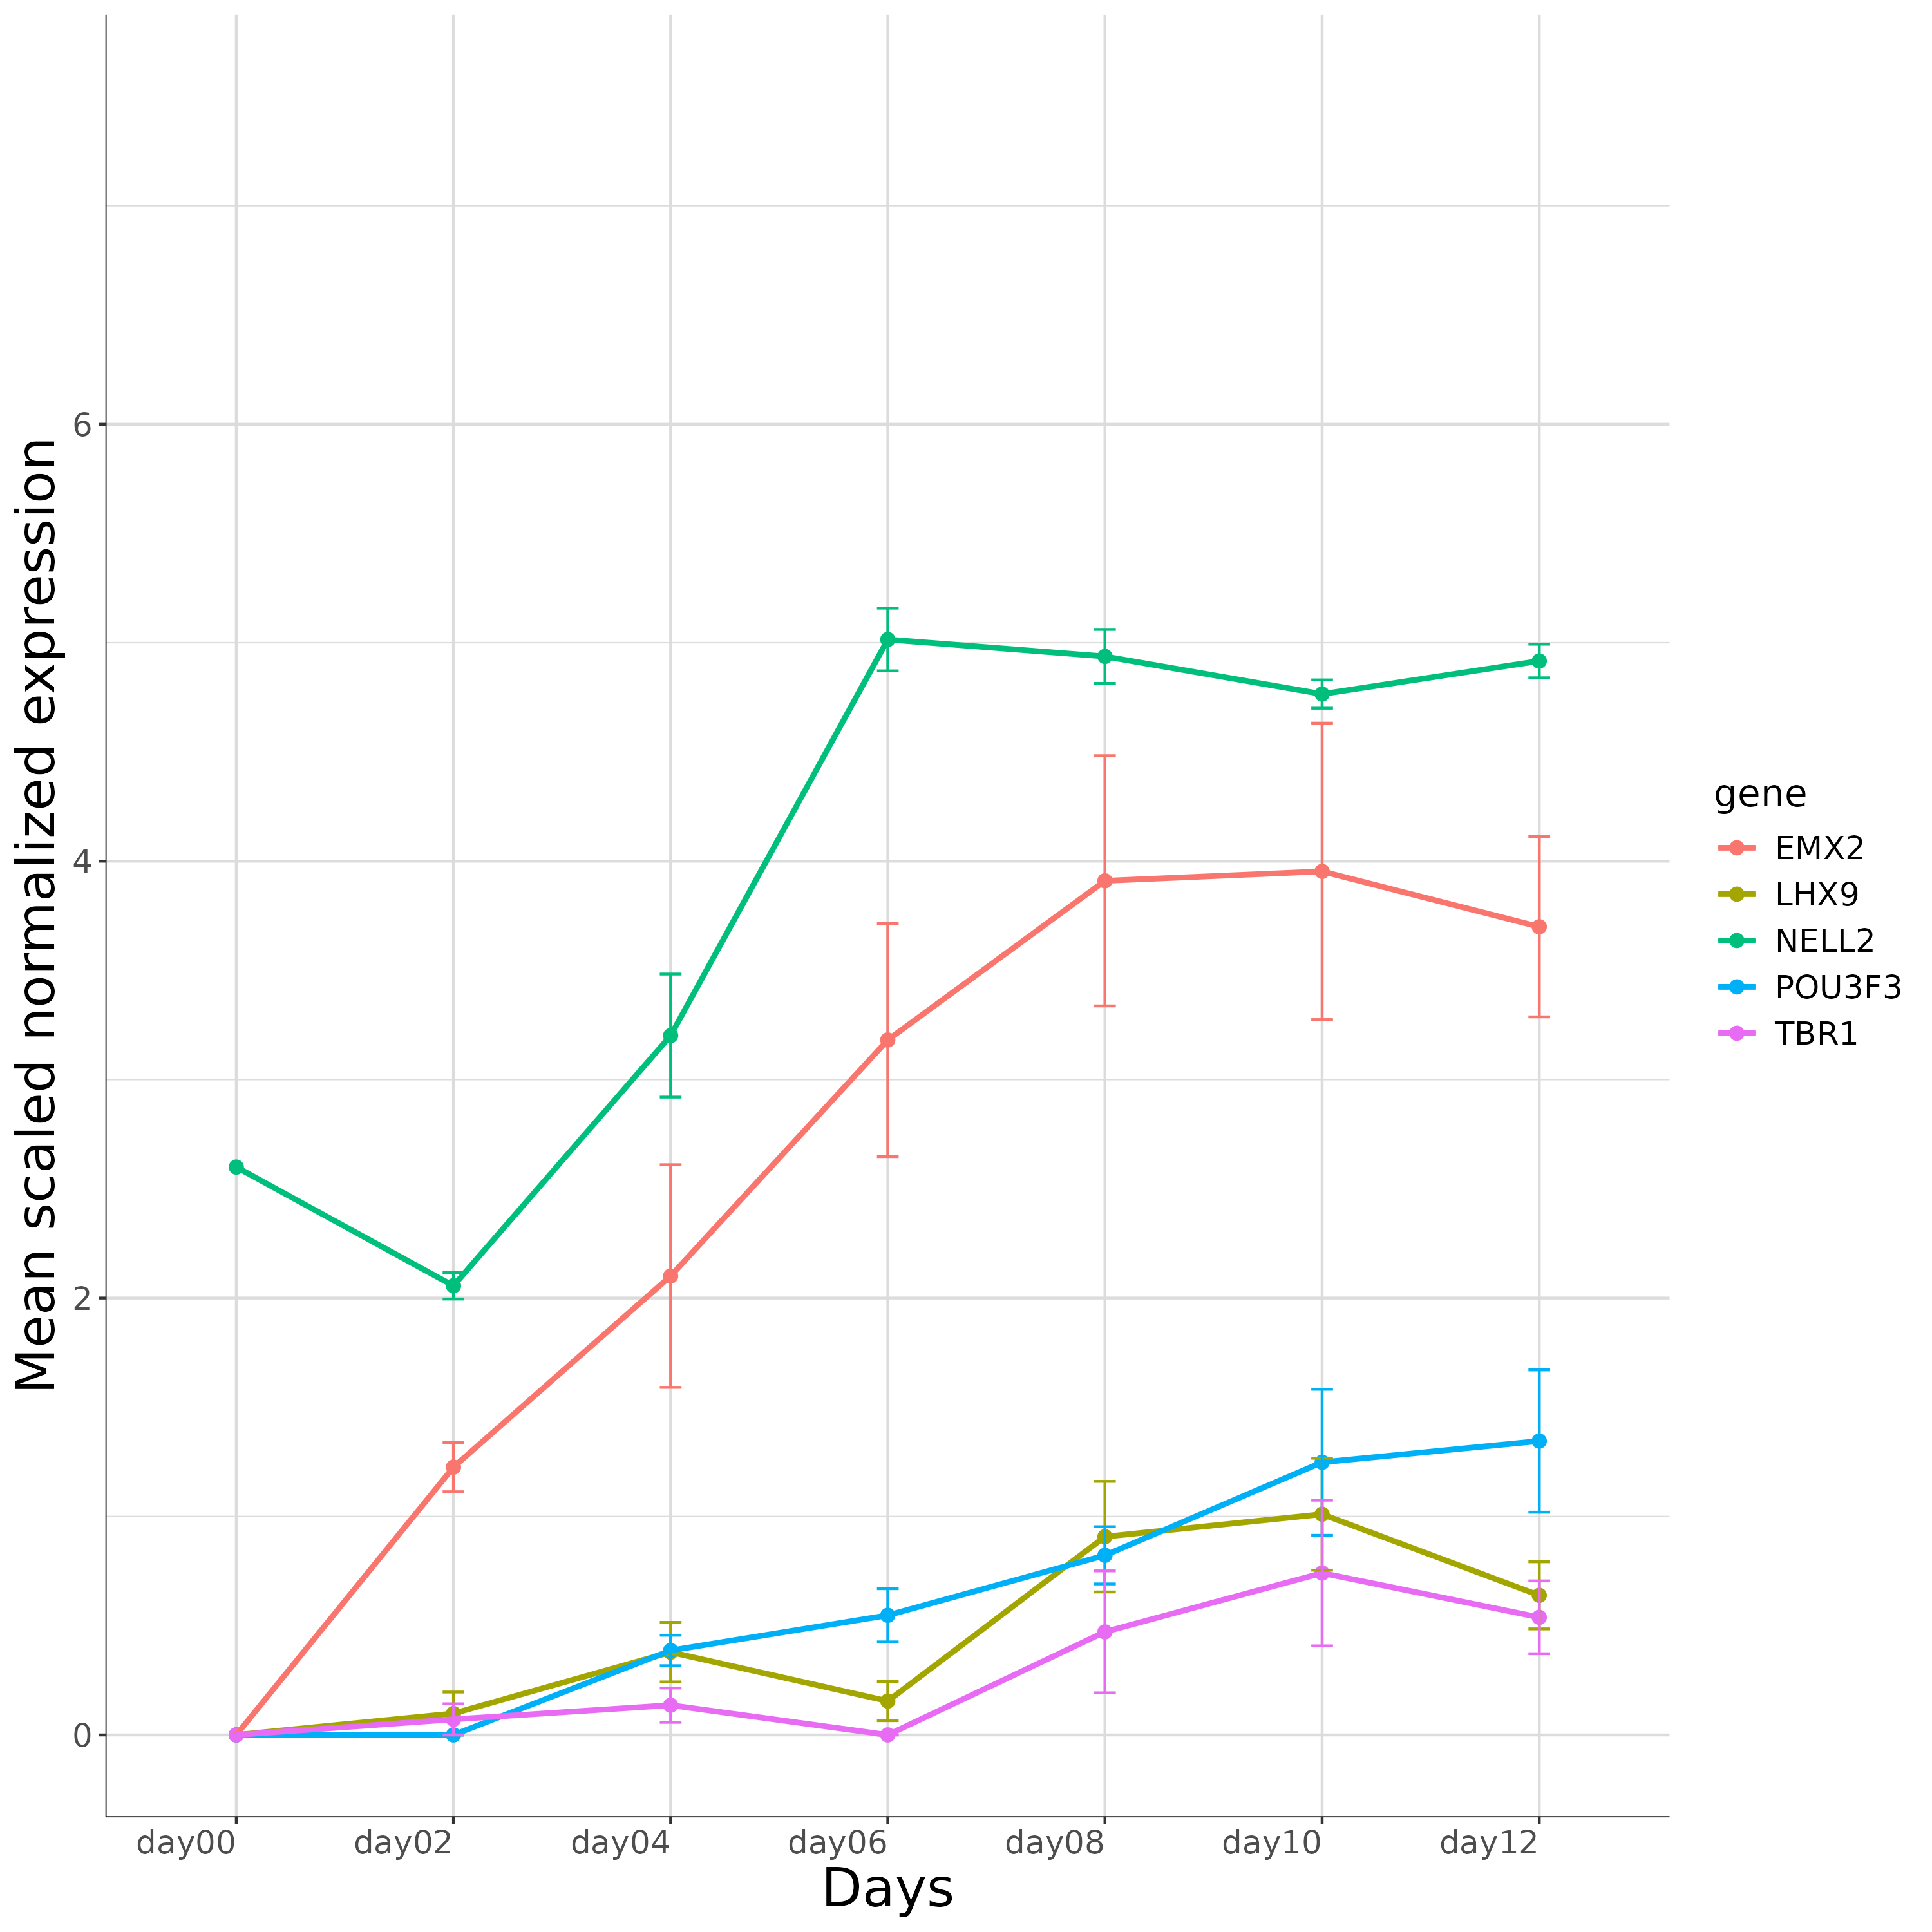 Mean scaled normalized expression
6
4
2
0
day00 day02 day04 day06 day08 day10 day12
Days
gene
EMX2
LHX9
NELL2
POU3F3
TBR1